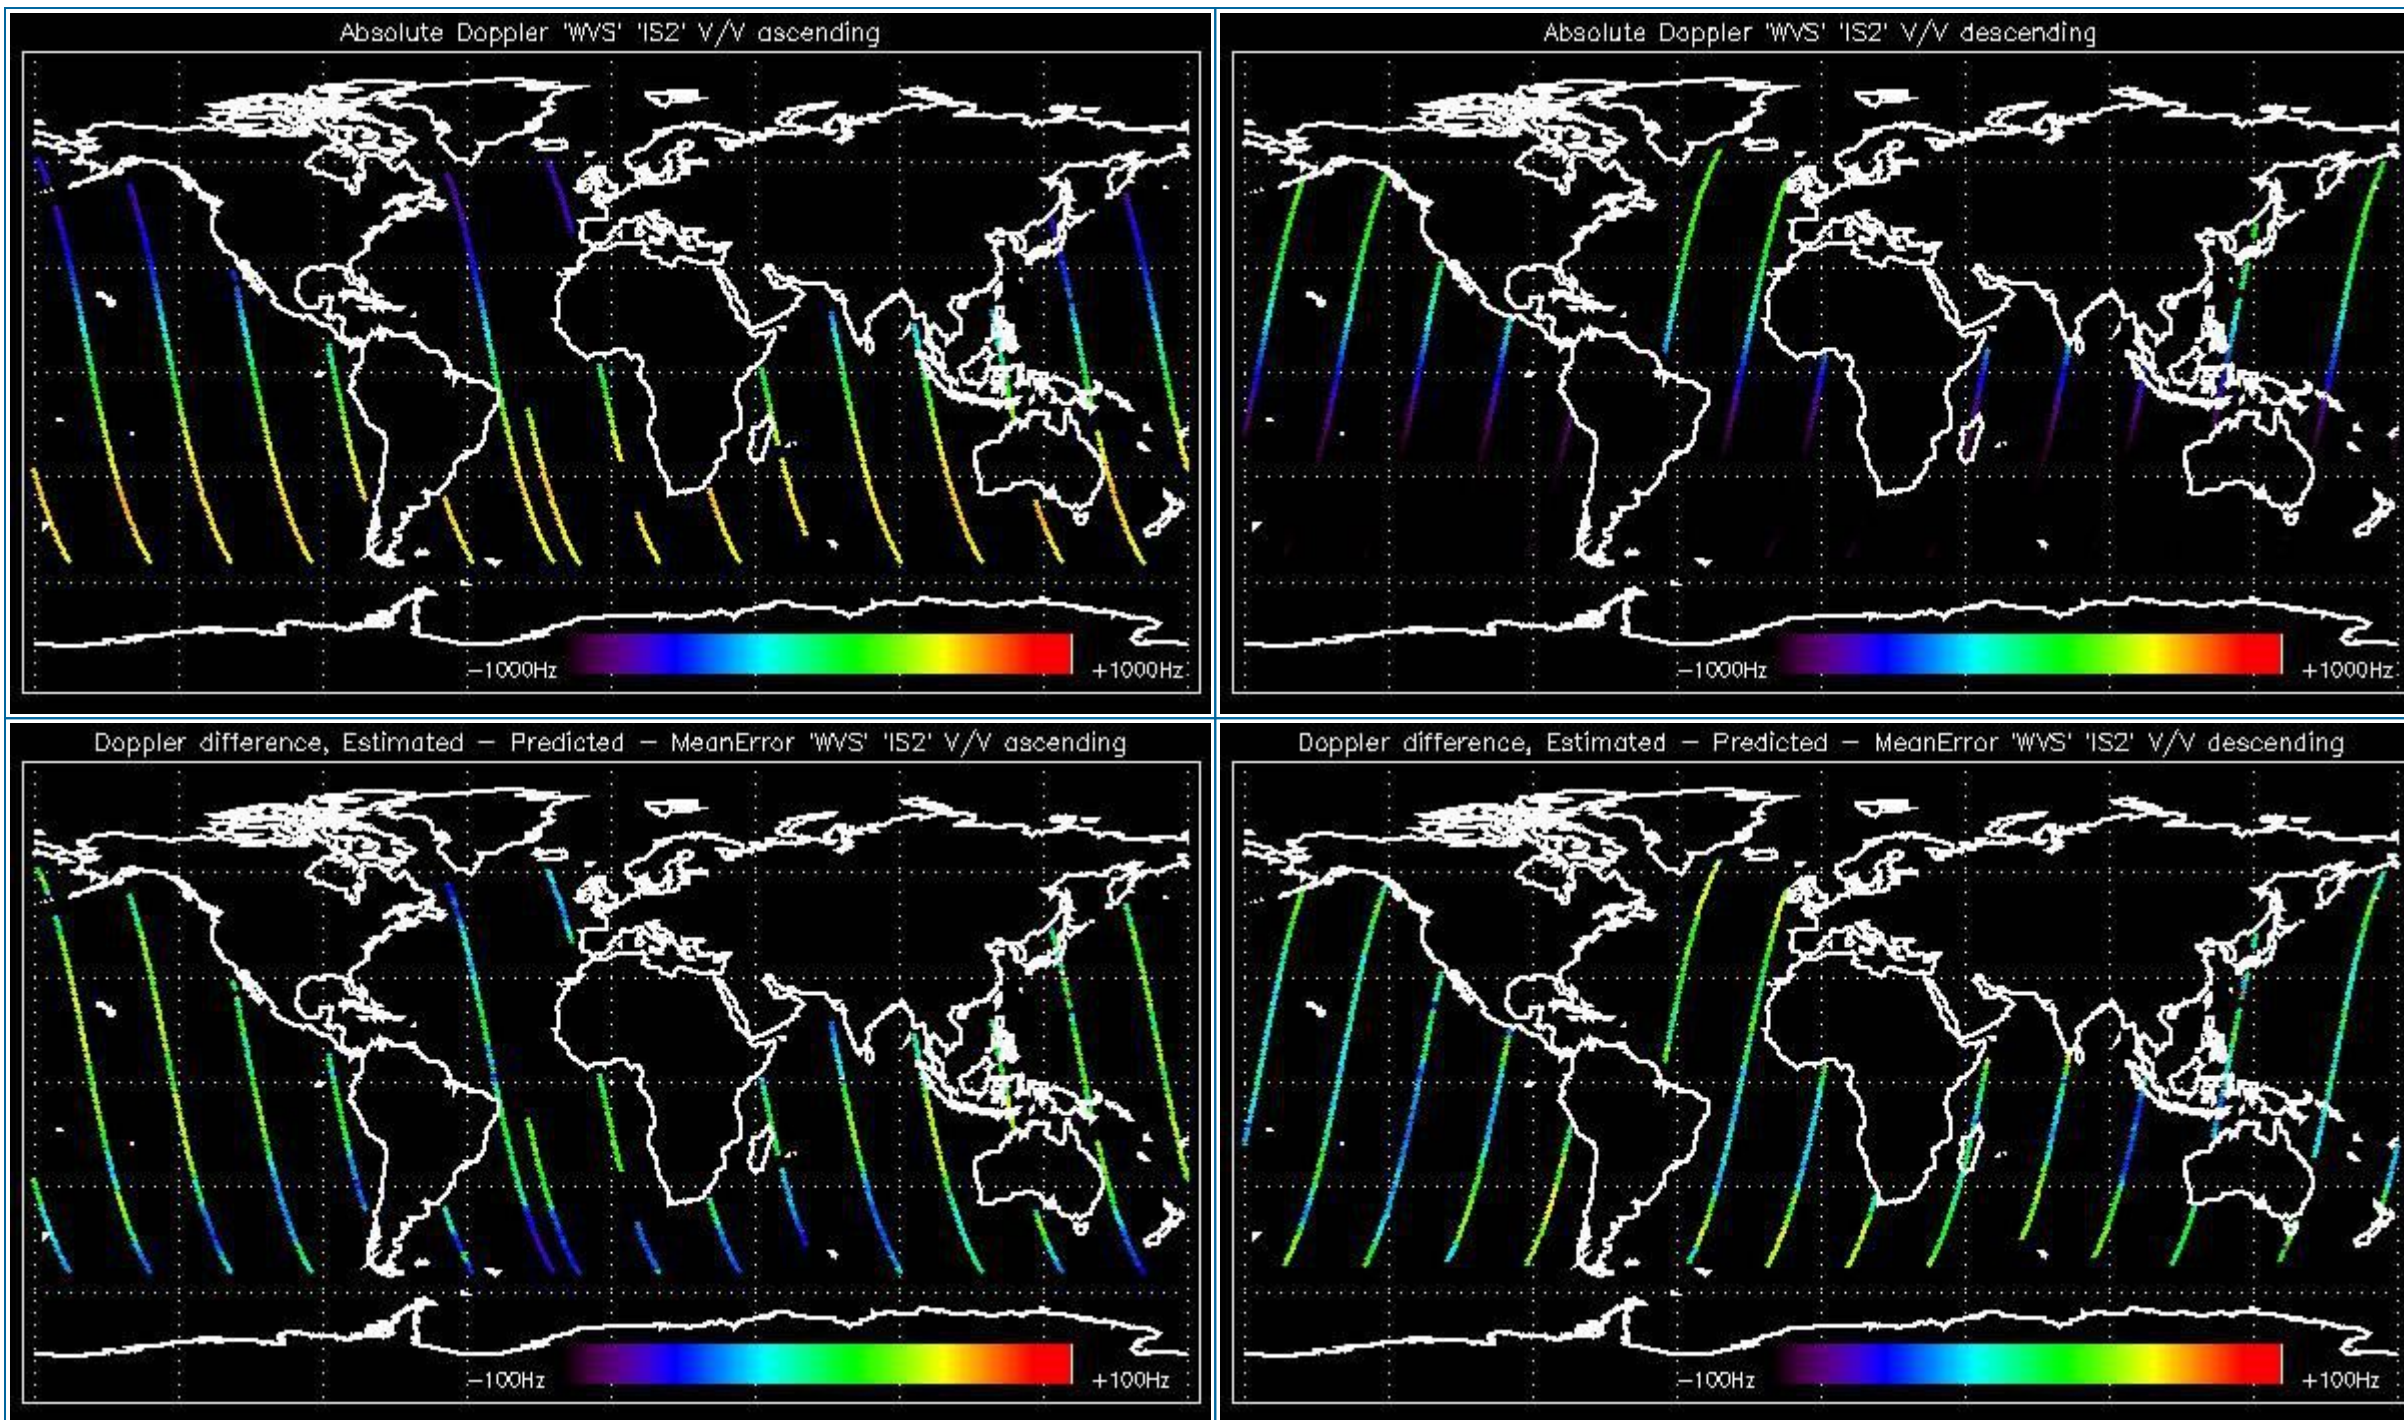 Absolute Doppler 'WVS' 'IS2' V/V ascending
-1000Hz
+1000Hz
Absolute Doppler 'WVS' 'IS2' V/V descending
-1000Hz
+1000Hz
Doppler difference, Estimated - Predicted - MeanError 'WVS' 'IS2' V/V ascending
-100Hz
+100Hz
Doppler difference, Estimated - Predicted - MeanError 'WVS' 'IS2' V/V descending
-100Hz
+100Hz